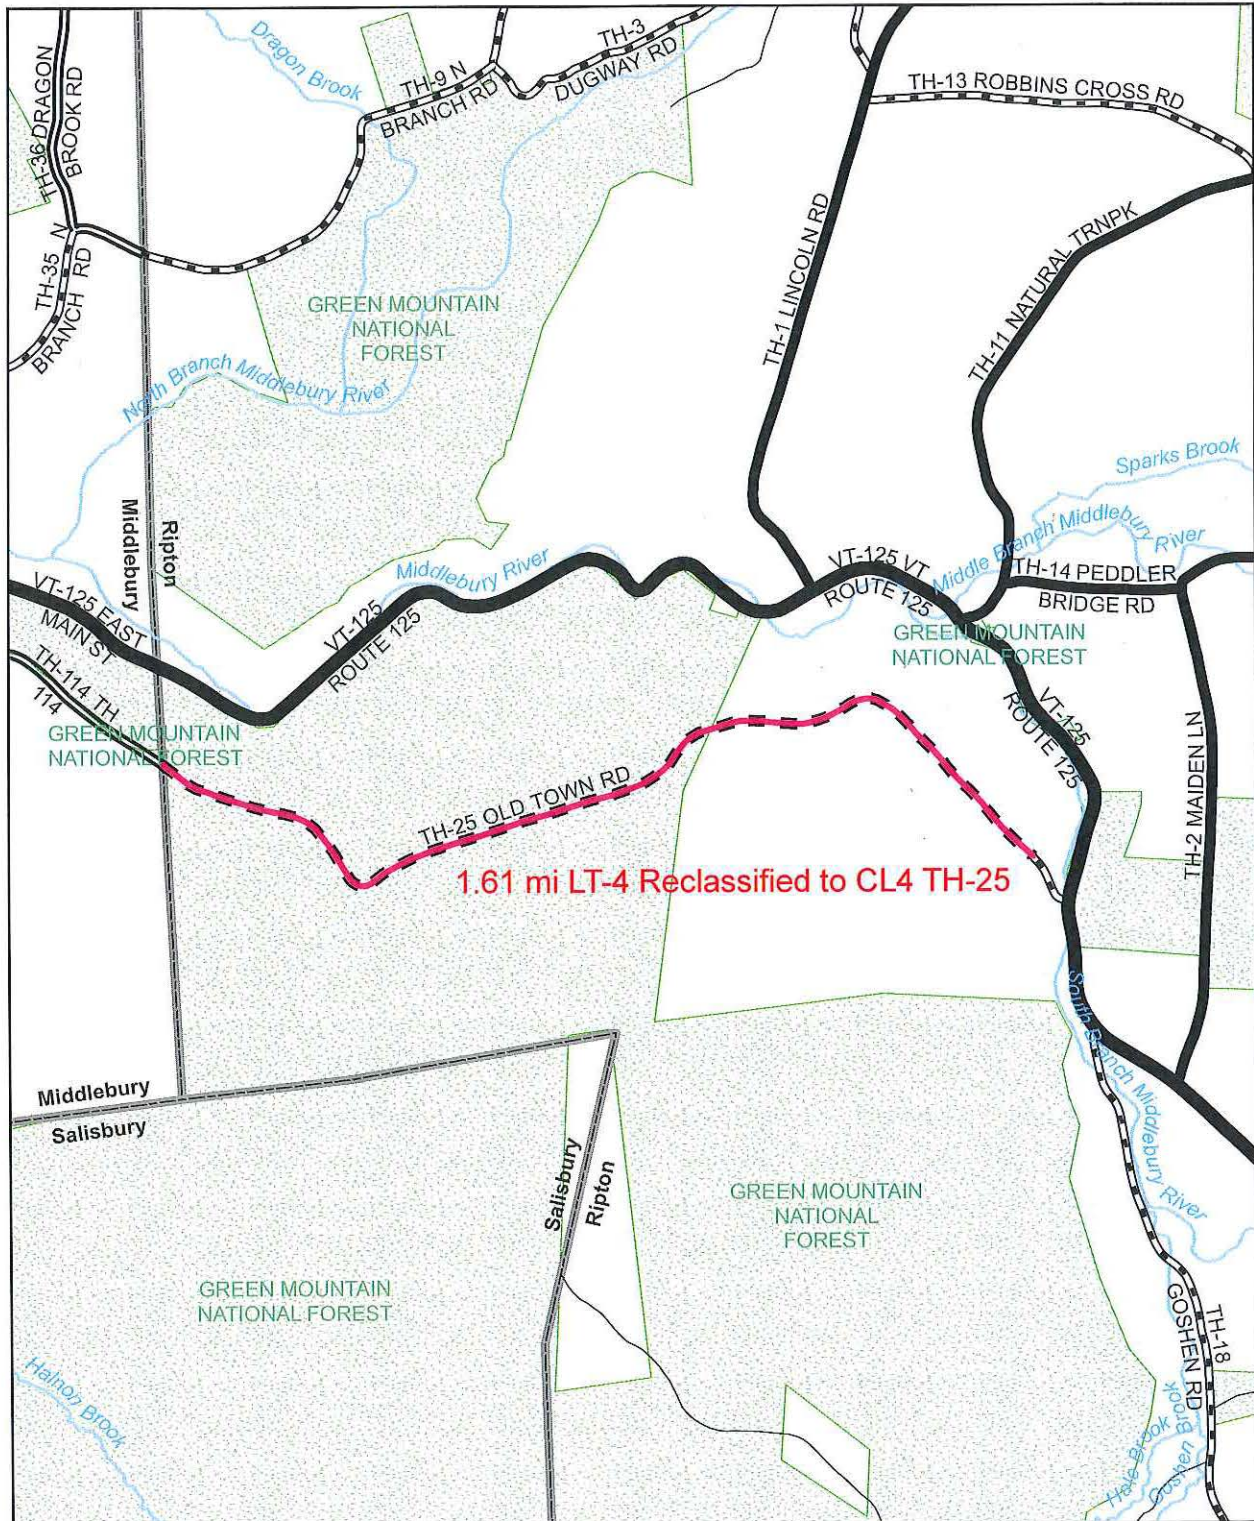 Dragon Brook
TH-3
DUGWAY RD
TH-9 N
BRANCH RD
TH-36 DRAGON
BROOK RD
TH-35 N
BRANCH RD
TH-13 ROBBINS CROSS RD
TH-1 LINCOLN RD
TH-11 NATURAL TRNPK
GREEN MOUNTAIN
NATIONAL
FOREST
North Branch Middlebury River
Sparks Brook
Middlebury
Ripton
Middlebury River
Middle Branch Middlebury
River
VT-125 VT
ROUTE 125
TH-14 PEDDLER
BRIDGE RD
VT-125 EAST
MAIN ST
VT-125
ROUTE 125
GREEN MOUNTAIN
NATIONAL FOREST
TH-114 TH
114
GREEN MOUNTAIN
NATIONAL FOREST
VT-125
ROUTE 125
TH-2 MAIDEN LN
TH-25 OLD TOWN RD
1.61 mi LT-4 Reclassified to CL4 TH-25
South Branch Middlebury River
Middlebury
Salisbury
Salisbury
Ripton
GREEN MOUNTAIN
NATIONAL
FOREST
GREEN MOUNTAIN
NATIONAL FOREST
TH-18
GOSHEN RD
Halnon Brook
Hale Brook
Goshen Brook